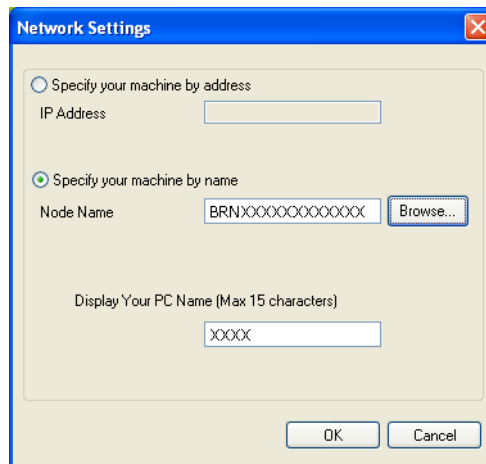 Network Settings
Specify your machine by address
IP Address
Specify your machine by name
Node Name BRNXXXXXXXXXXXX Browse...
Display Your PC Name (Max 15 characters)
XXXX
OK Cancel